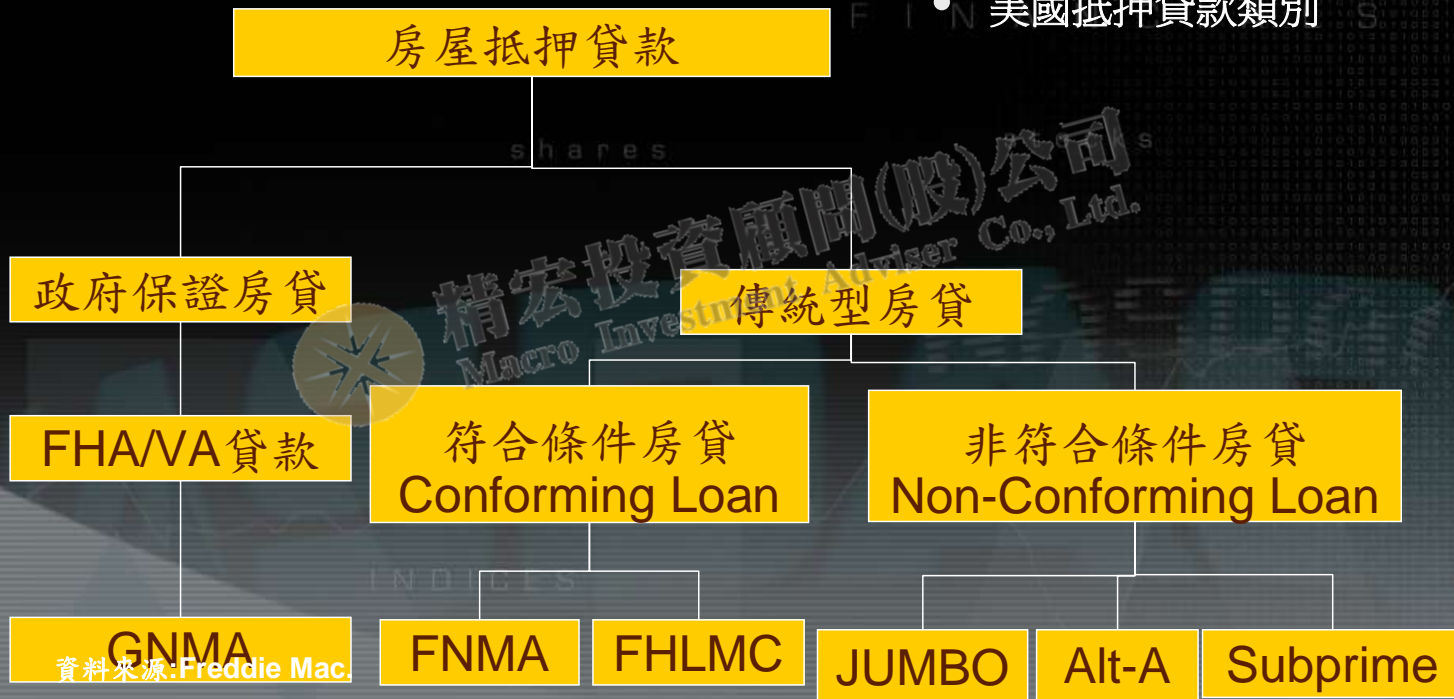 FIN
S
• 美國抵押貸款類別
房屋抵押貸款
shares
ks
精宏投資顧問(股)公司
Macro Investment Adviser Co., Ltd.
政府保證房貸
傳統型房貸
FHA/VA貸款
符合條件房貸
Conforming Loan
非符合條件房貸
Non-Conforming Loan
INDICES
GNMA
FNMA
FHLMC
JUMBO
Alt-A
Subprime
資料來源:Freddie Mac.